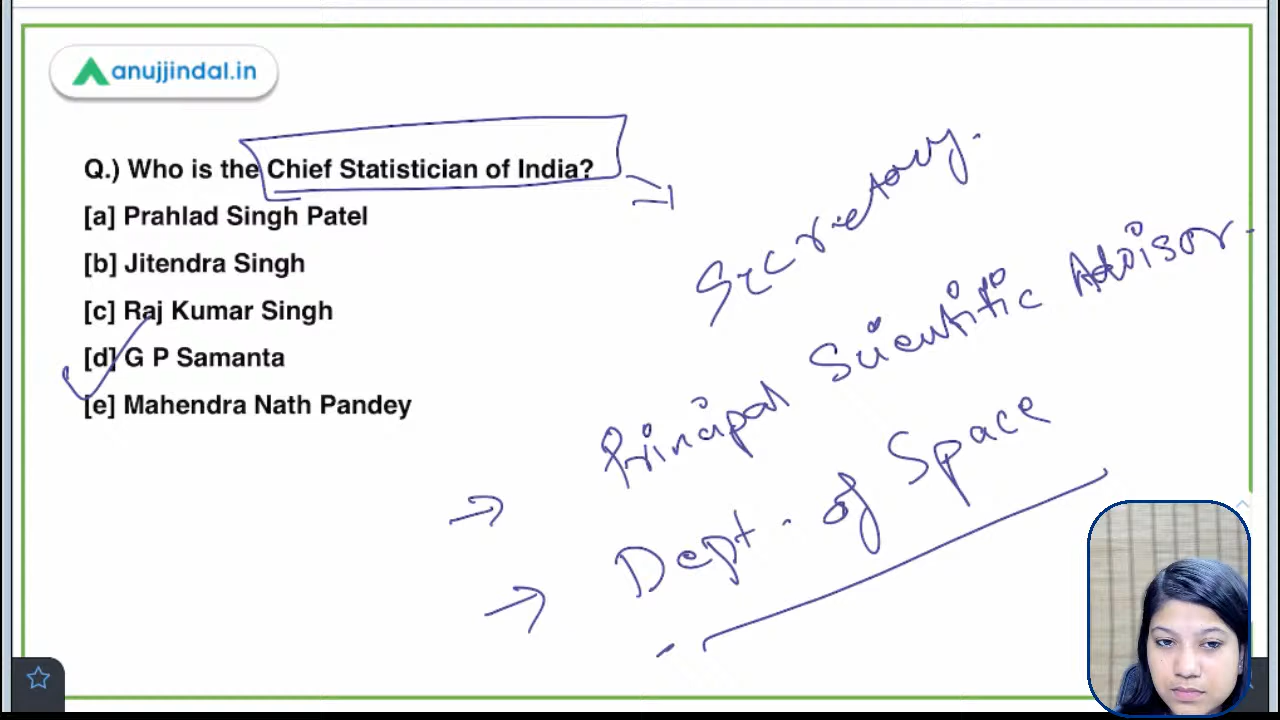 anujjindal.in
Q.) Who is the Chief Statistician of India?
[a] Prahlad Singh Patel
[b] Jitendra Singh
[c] Raj Kumar Singh
[d] G P Samanta
[e] Mahendra Nath Pandey
Secretary.
Principal Scientific Advisor.
Dept. of Space